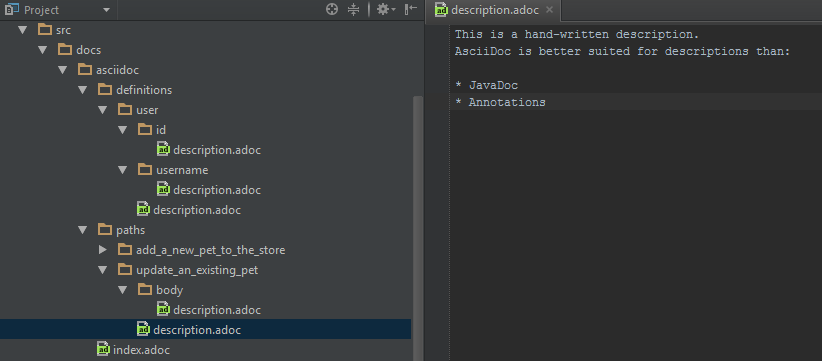 Project
src
docs
asciidoc
definitions
user
id
description.adoc
username
description.adoc
description.adoc
paths
add_a_new_pet_to_the_store
update_an_existing_pet
body
description.adoc
description.adoc
index.adoc
description.adoc
This is a hand-written description.
AsciiDoc is better suited for descriptions than:
* JavaDoc
* Annotations